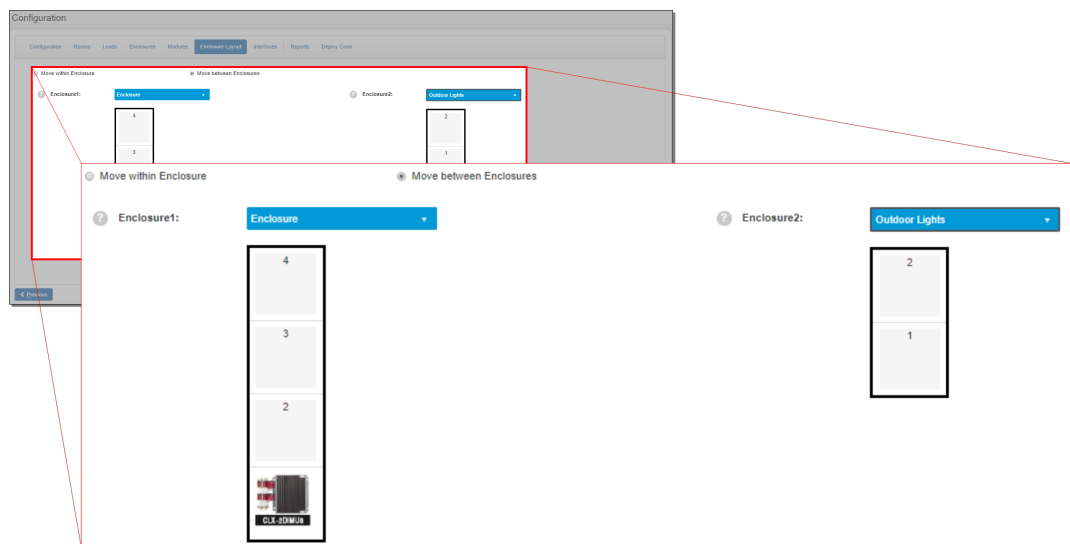 Configuration
Configuration Rooms Loads Enclosures Modules Enclosure Layout Interfaces Reports Deploy Code
Move within Enclosure Move between Enclosures
? Enclosure1: Enclosure ? Enclosure2: Outdoor Lights
4 2
3 1
Move within Enclosure Move between Enclosures
? Enclosure1: Enclosure ? Enclosure2: Outdoor Lights
4 2
3 1
2
CLX-2DIMU8
Previous